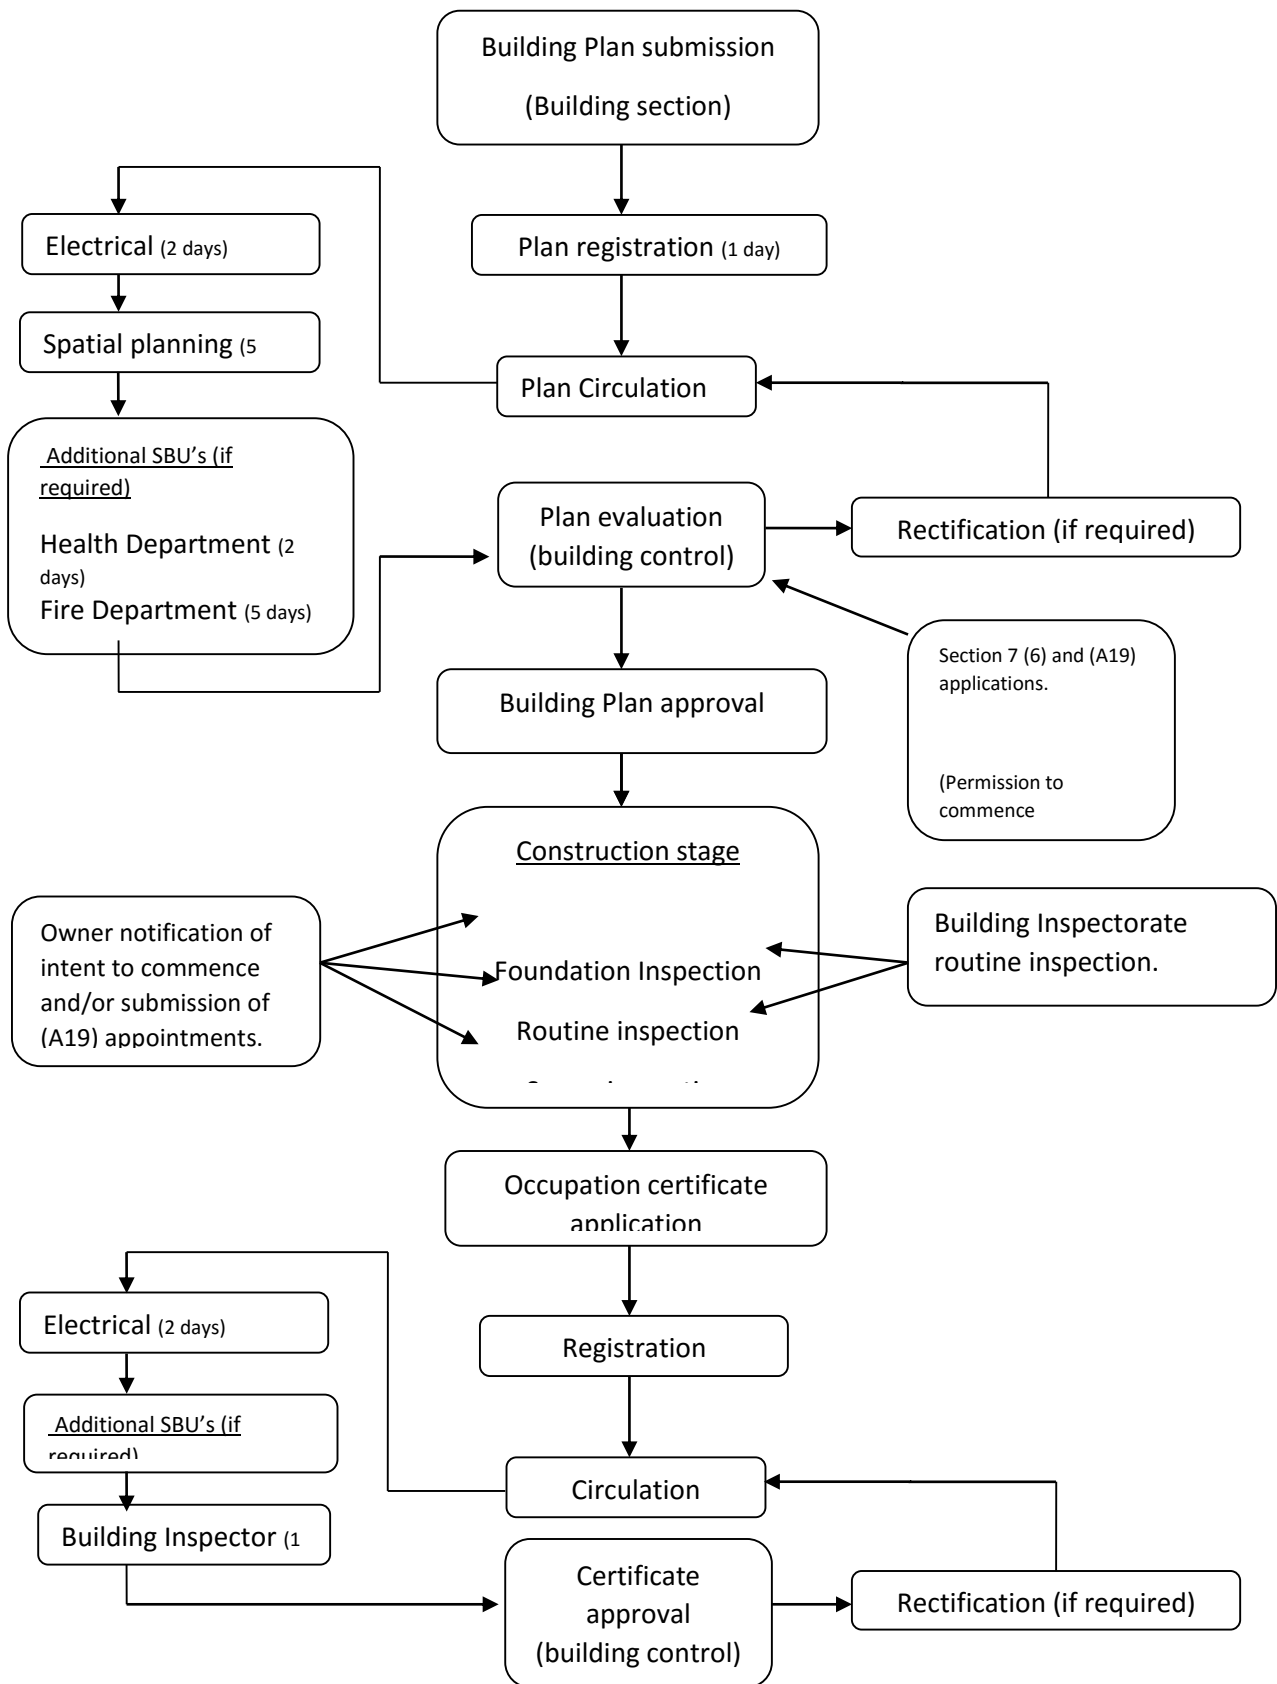 Building Plan submission
(Building section)
Electrical (2 days)
Plan registration (1 day)
Spatial planning (5
Plan Circulation
Additional SBU's (if
required)
Health Department (2
days)
Fire Department (5 days)
Plan evaluation
(building control)
Rectification (if required)
Section 7 (6) and (A19)
applications.
(Permission to
commence
Building Plan approval
Construction stage
Foundation Inspection
Routine inspection
Owner notification of
intent to commence
and/or submission of
(A19) appointments.
Building Inspectorate
routine inspection.
Occupation certificate
application
Electrical (2 days)
Registration
Additional SBU's (if
required)
Circulation
Building Inspector (1
Certificate
approval
(building control)
Rectification (if required)